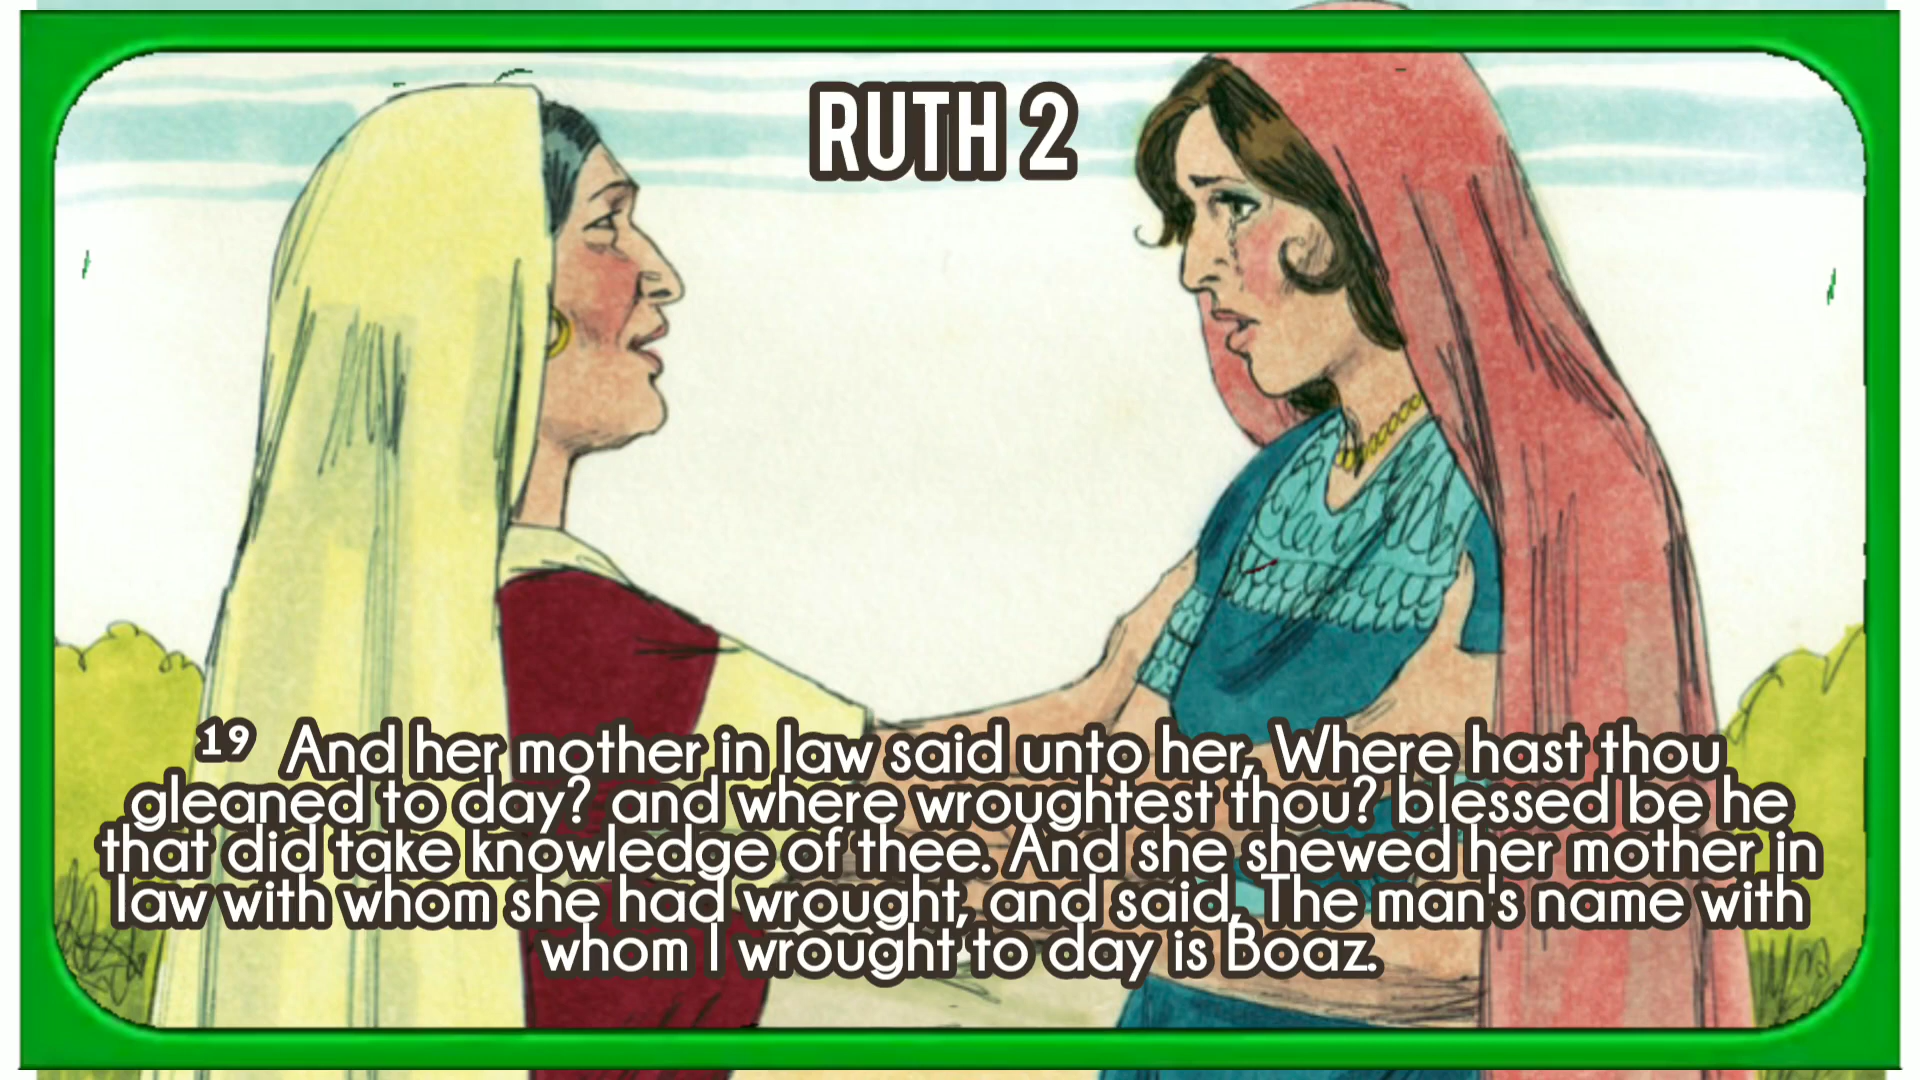 RUTH 2
19 And her mother in law said unto her, Where hast thou
gleaned to day? and where wroughtest thou? blessed be he
that did take knowledge of thee. And she shewed her mother in
law with whom she had wrought, and said, The man's name with
whom I wrought to day is Boaz.